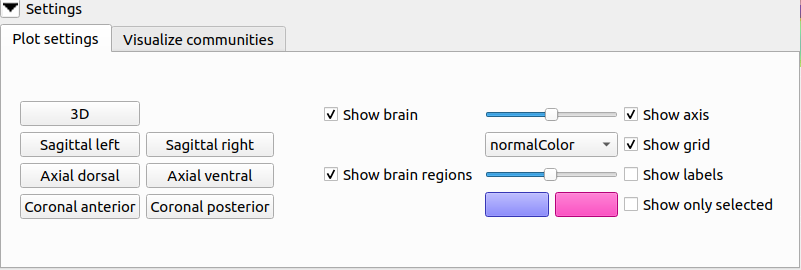 Settings
Plot settings Visualize communities
3D Show brain Show axis
Sagittal left Sagittal right normalColor Show grid
Axial dorsal Axial ventral Show brain regions Show labels
Coronal anterior Coronal posterior Show only selected